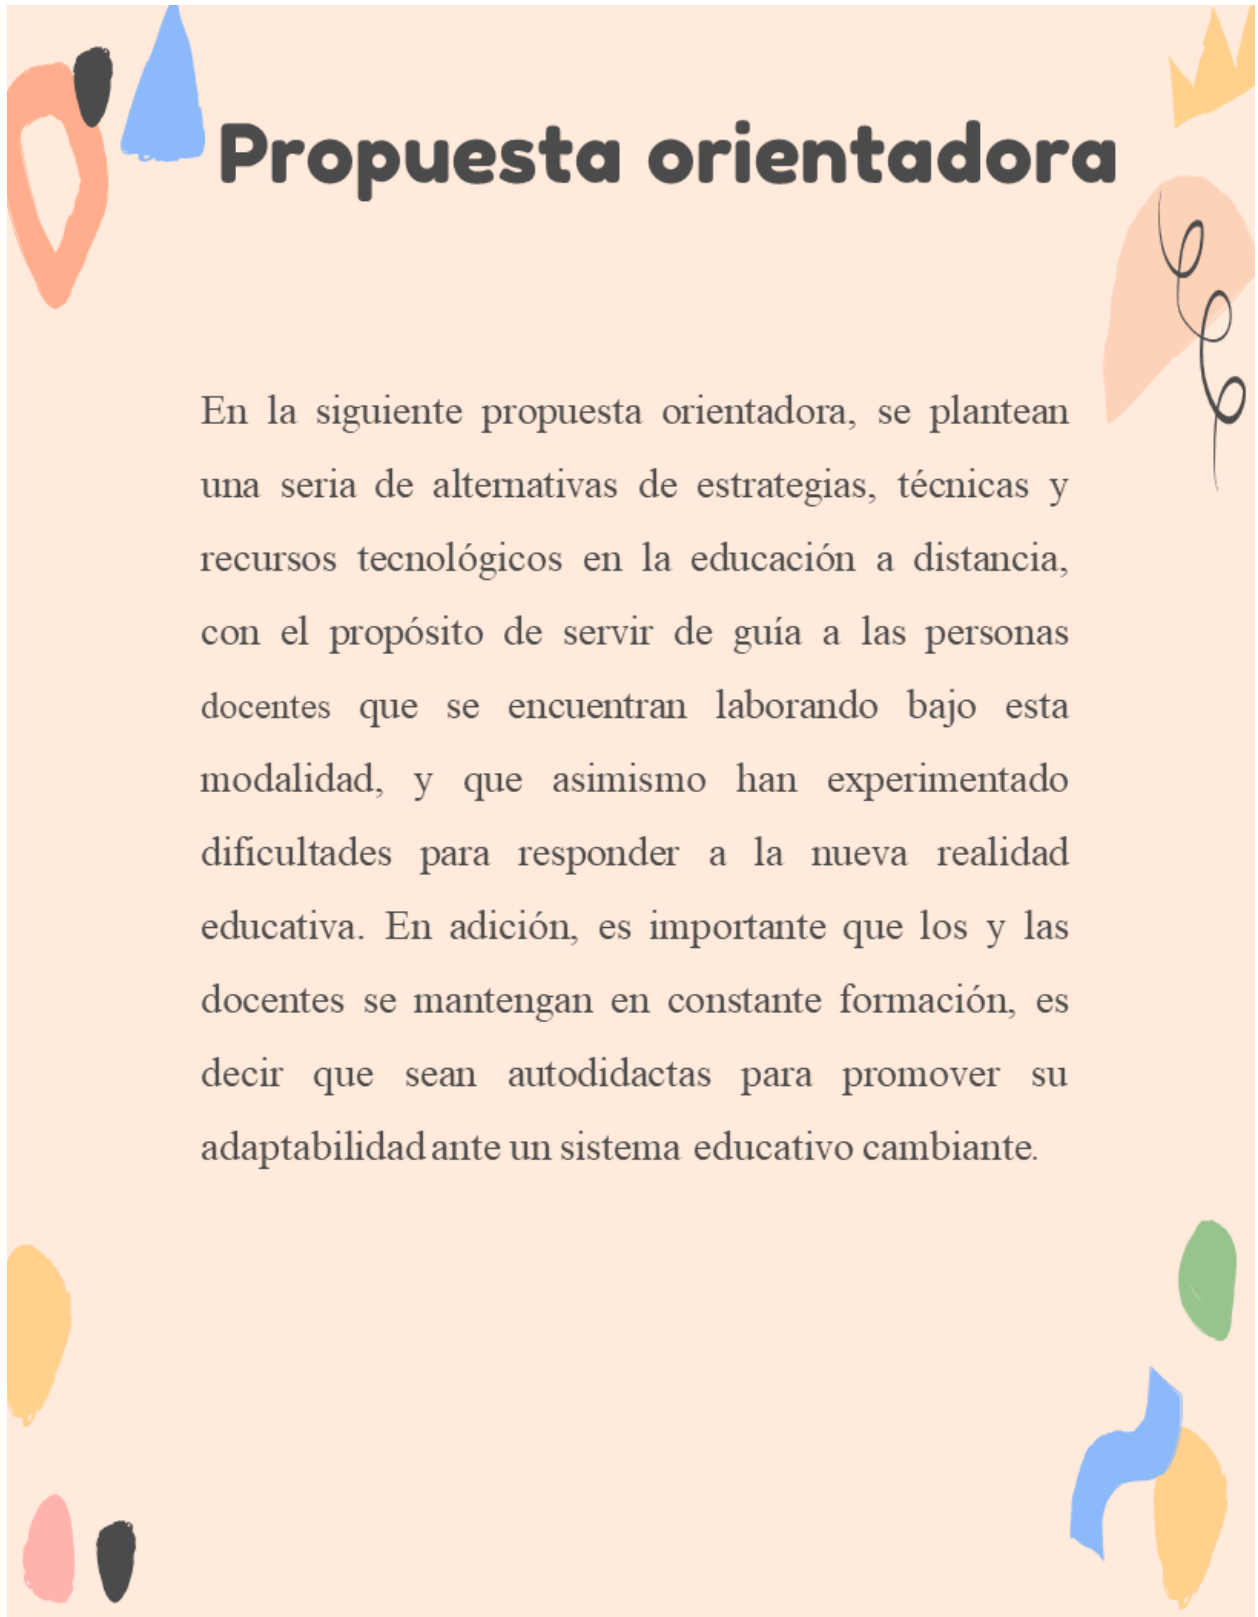 Propuesta orientadora
En la siguiente propuesta orientadora, se plantean
una seria de alternativas de estrategias, técnicas y
recursos tecnológicos en la educación a distancia,
con el propósito de servir de guía a las personas
docentes que se encuentran laborando bajo esta
modalidad, y que asimismo han experimentado
dificultades para responder a la nueva realidad
educativa. En adición, es importante que los y las
docentes se mantengan en constante formación, es
decir que sean autodidactas para promover su
adaptabilidad ante un sistema educativo cambiante.